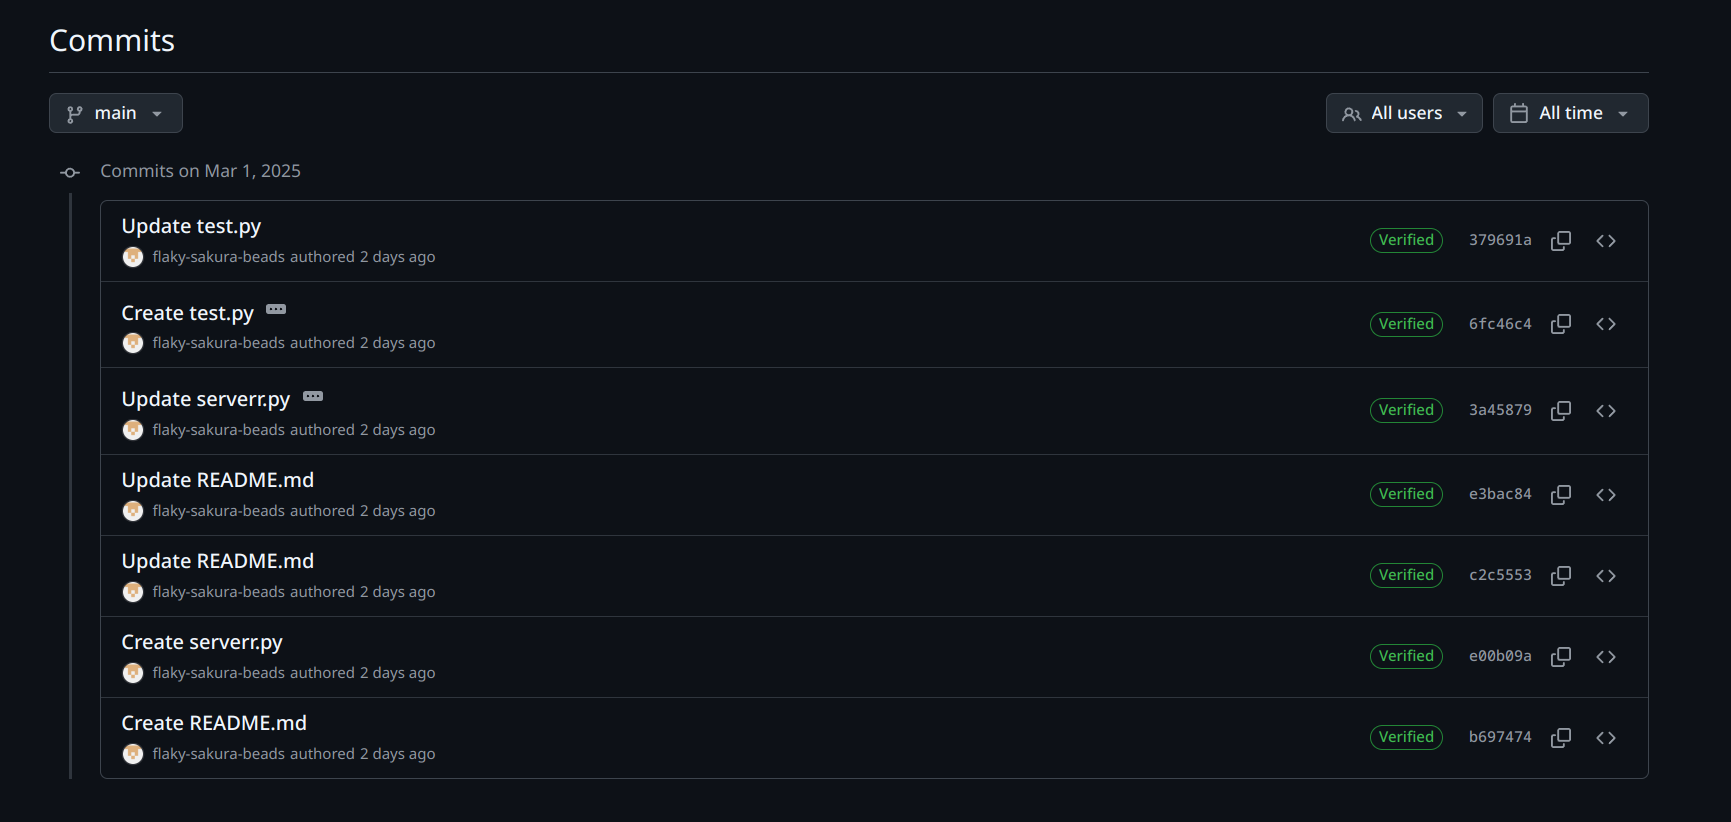 Commits
main
All users
All time
Commits on Mar 1, 2025
Update test.py
flaky-sakura-beads authored 2 days ago
Verified
379691a
Create test.py
flaky-sakura-beads authored 2 days ago
Verified
6fc46c4
Update serverr.py
flaky-sakura-beads authored 2 days ago
Verified
3a45879
Update README.md
flaky-sakura-beads authored 2 days ago
Verified
e3bac84
Update README.md
flaky-sakura-beads authored 2 days ago
Verified
c2c5553
Create serverr.py
flaky-sakura-beads authored 2 days ago
Verified
e00b09a
Create README.md
flaky-sakura-beads authored 2 days ago
Verified
b697474